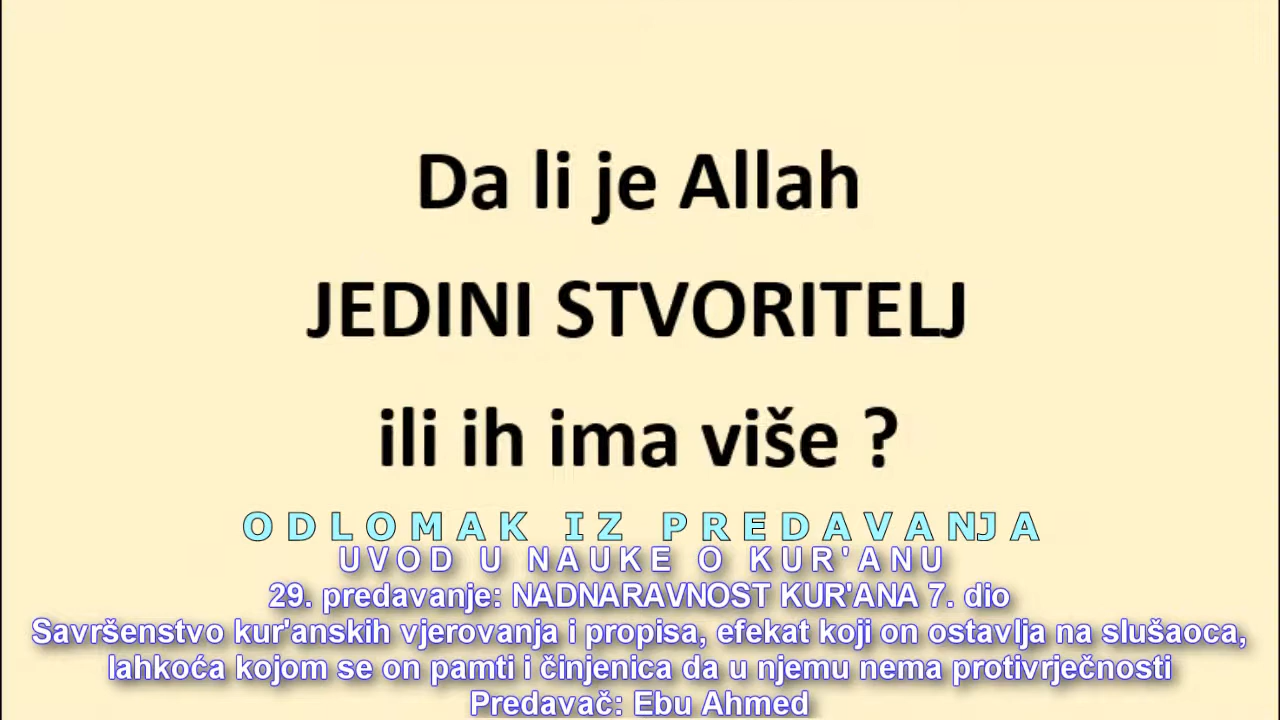 Da li je Allah
JEDINI STVORITELJ
ili ih ima više ?
ODLOMAK IZ PREDAVANJA
UVOD U NAUKE O KUR'ANU
29. predavanje: NADNARAVNOST KUR'ANA 7. dio
Savršenstvo kur'anskih vjerovanja i propisa, efekat koji on ostavlja na slušaoca,
lahkoća kojom se on pamti i činjenica da u njemu nema protivrječnosti
Predavač: Ebu Ahmed